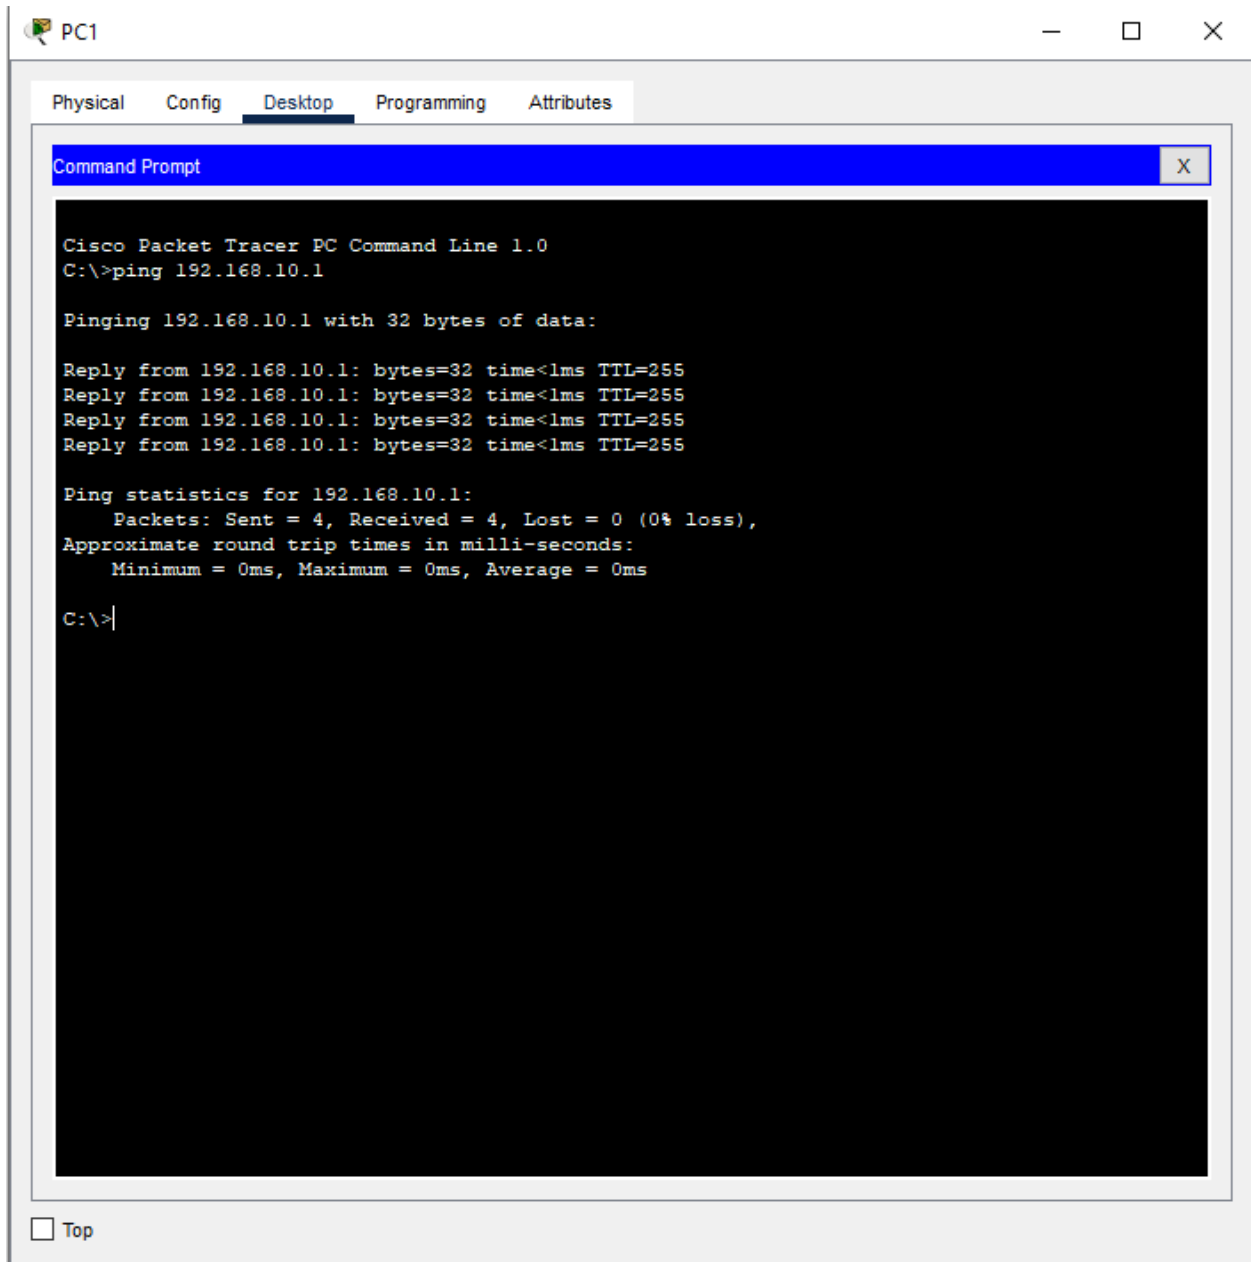 PC1
Physical Config Desktop Programming Attributes
Command Prompt X
Cisco Packet Tracer PC Command Line 1.0
C:\>ping 192.168.10.1
Pinging 192.168.10.1 with 32 bytes of data:
Reply from 192.168.10.1: bytes=32 time<1ms TTL=255
Reply from 192.168.10.1: bytes=32 time<1ms TTL=255
Reply from 192.168.10.1: bytes=32 time<1ms TTL=255
Reply from 192.168.10.1: bytes=32 time<1ms TTL=255
Ping statistics for 192.168.10.1:
Packets: Sent = 4, Received = 4, Lost = 0 (0% loss),
Approximate round trip times in milli-seconds:
Minimum = 0ms, Maximum = 0ms, Average = 0ms
C:\>
Top